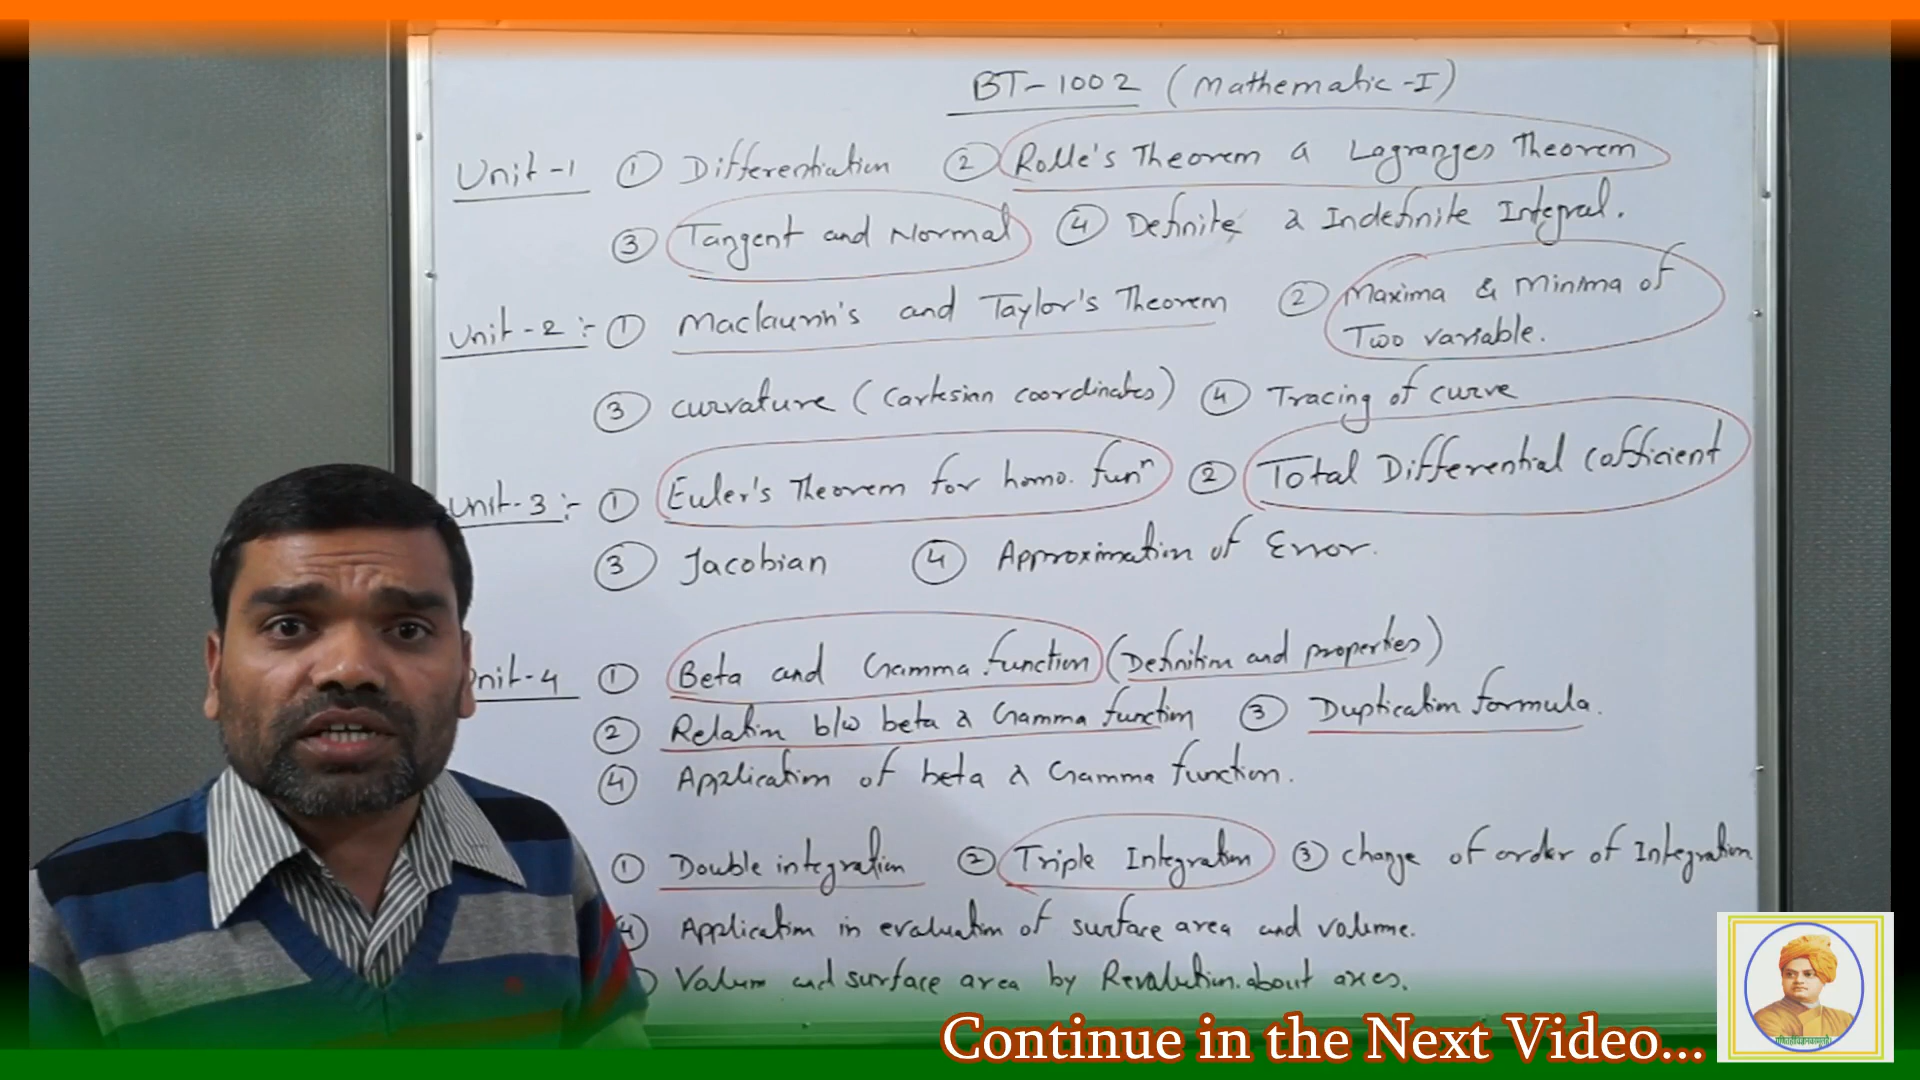 BT-1002 (Mathematic-I)
Unit-1 ① Differentiation ② Rolle's Theorem & Lagranges Theorem
③ Tangent and Normal ④ Definite & Indefinite Integral.
Unit-2:- ① Maclaurin's and Taylor's Theorem ② Maxima & Minima of
Two variable.
③ curvature (Cartesian coordinates) ④ Tracing of curve
Unit-3:- ① Euler's Theorem for homo. funⁿ ② Total Differential Cofficient
③ Jacobian ④ Approximation of Error.
nit-4 ① Beta and Gamma function (Definition and properties)
② Relation b/w beta & Gamma function ③ Duplication formula.
④ Application of beta & Gamma function.
① Double integration ② Triple Integration ③ change of order of Integration
④ Application in evaluation of surface area and volume.
Volum and surface area by Revalution about axes.
Continue in the Next Video...